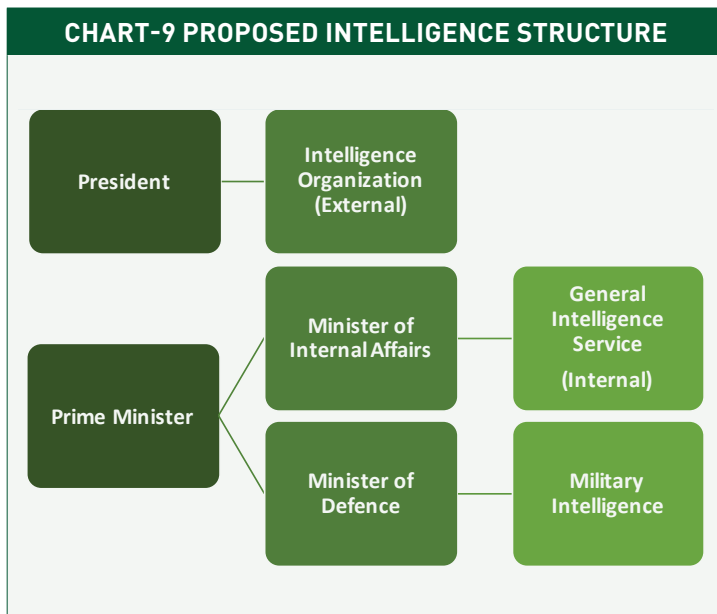 CHART-9 PROPOSED INTELLIGENCE STRUCTURE
President
Intelligence
Organization
(External)
Prime Minister
Minister of
Internal Affairs
General
Intelligence
Service
(Internal)
Minister of
Defence
Military
Intelligence